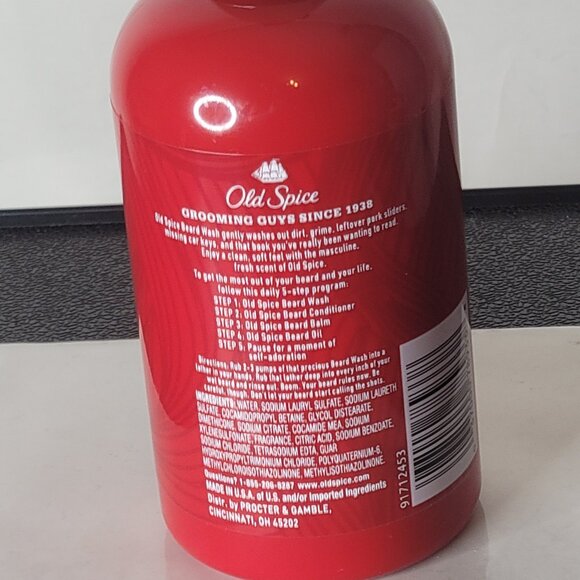 Old Spice
GROOMING GUYS SINCE 1938
Old Spice Beard Wash gently washes out dirt, grime, leftover pork sliders,
missing car keys, and that book you've really been wanting to read.
Enjoy a clean, soft feel with the masculine,
fresh scent of Old Spice.
To get the most out of your beard and your life,
follow this daily 5-step program:
STEP 1: Old Spice Beard Wash
STEP 2: Old Spice Beard Conditioner
STEP 3: Old Spice Beard Balm
STEP 4: Old Spice Beard Oil
STEP 5: Pause for a moment of
self-adoration
Directions: Rub 2-3 pumps of that precious Beard Wash into a
lather in your hands. Rub that lather deep into every inch of your
wet beard and rinse out. Boom. Your beard rules now. Be
careful, though. Don't let your beard start calling the shots.
INGREDIENTS: WATER, SODIUM LAURYL SULFATE, SODIUM LAURETH
SULFATE, COCAMIDOPROPYL BETAINE, GLYCOL DISTEARATE,
DIMETHICONE, SODIUM CITRATE, COCAMIDE MEA, SODIUM
XYLENESULFONATE, FRAGRANCE, CITRIC ACID, SODIUM BENZOATE,
SODIUM CHLORIDE, TETRASODIUM EDTA, GUAR
HYDROXYPROPYLTRIMONIUM CHLORIDE, POLYQUATERNIUM-6,
METHYLCHLOROISOTHIAZOLINONE, METHYLISOTHIAZOLINONE.
Questions? 1-855-206-9287 www.oldspice.com
MADE IN U.S.A. of U.S. and/or Imported Ingredients
Distr. by PROCTER & GAMBLE,
CINCINNATI, OH 45202
91712453